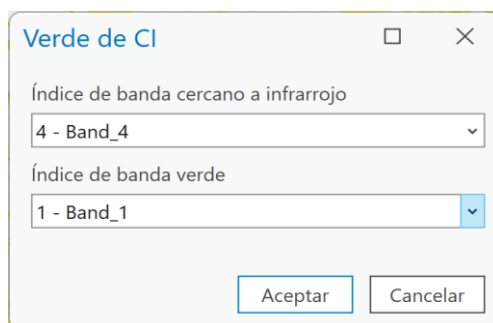 Verde de CI
Índice de banda cercano a infrarrojo
4 - Band_4
Índice de banda verde
1 - Band_1
Aceptar Cancelar